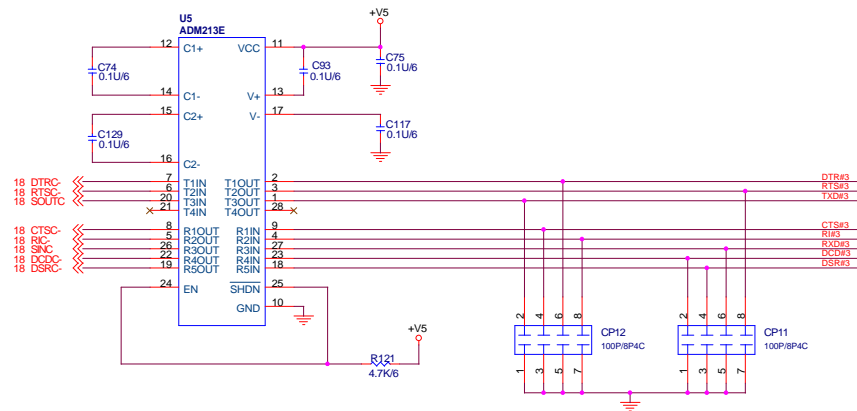 U5
ADM213E
+V5
12 C1+ VCC 11
C74
0.1U/6
C93
0.1U/6
C75
0.1U/6
14 C1- V+ 13
15 C2+ V- 17
C129
0.1U/6
C117
0.1U/6
16 C2-
18 DTRC- 7 T1IN T1OUT 2 DTR#3
18 RTSC- 6 T2IN T2OUT 3 RTS#3
18 SOUTC 20 T3IN T3OUT 1 TXD#3
21 T4IN T4OUT 28
18 CTSC- 8 R1OUT R1IN 9 CTS#3
18 RIC- 5 R2OUT R2IN 4 RI#3
18 SINC 26 R3OUT R3IN 27 RXD#3
18 DCDC- 22 R4OUT R4IN 23 DCD#3
18 DSRC- 19 R5OUT R5IN 18 DSR#3
24 EN SHDN 25
GND 10
+V5
R121
4.7K/6
2 4 6 8
CP12
100P/8P4C
1 3 5 7
2 4 6 8
CP11
100P/8P4C
1 3 5 7